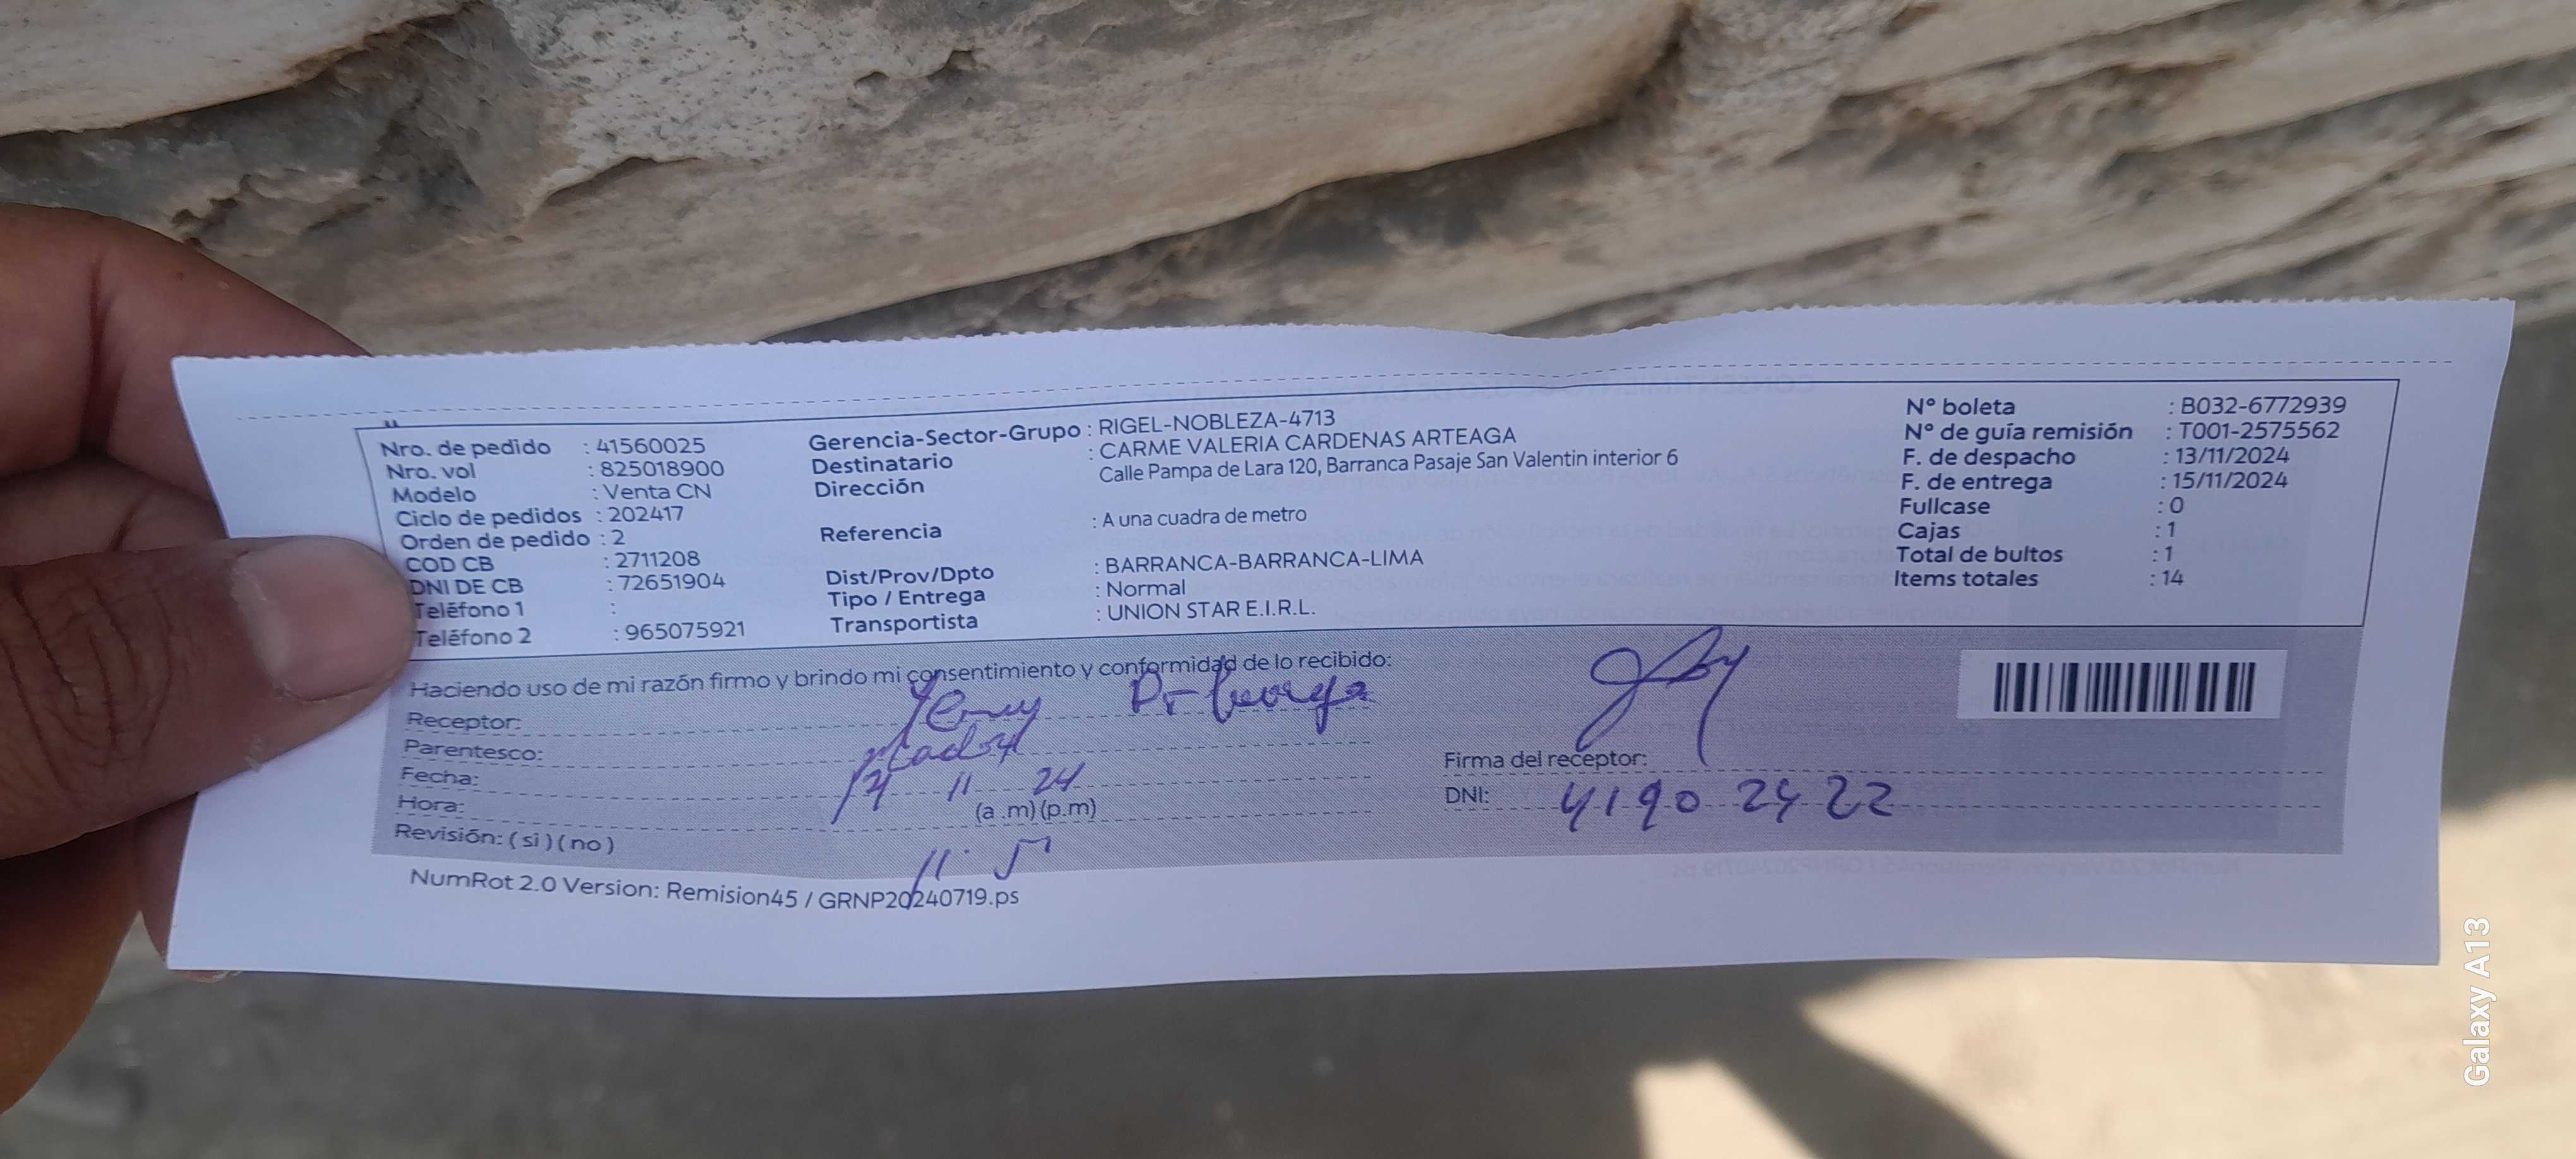 Nro. de pedido : 41560025
Nro. vol : 825018900
Modelo : Venta CN
Ciclo de pedidos : 202417
Orden de pedido : 2
COD CB : 2711208
DNI DE CB : 72651904
Teléfono 1 :
Teléfono 2 : 965075921
Gerencia-Sector-Grupo : RIGEL-NOBLEZA-4713
Destinatario : CARME VALERIA CARDENAS ARTEAGA
Dirección Calle Pampa de Lara 120, Barranca Pasaje San Valentin interior 6
Referencia : A una cuadra de metro
Dist/Prov/Dpto : BARRANCA-BARRANCA-LIMA
Tipo / Entrega : Normal
Transportista : UNION STAR E.I.R.L.
N° boleta : B032-6772939
N° de guía remisión : T001-2575562
F. de despacho : 13/11/2024
F. de entrega : 15/11/2024
Fullcase : 0
Cajas : 1
Total de bultos : 1
Items totales : 14
Haciendo uso de mi razón firmo y brindo mi consentimiento y conformidad de lo recibido:
Receptor:
Parentesco:
Fecha: 11 24
Hora: (a .m) (p.m)
Revisión: ( si ) ( no )
Firma del receptor:
DNI: 41902422
NumRot 2.0 Version: Remision45 / GRNP20240719.ps
Galaxy A13